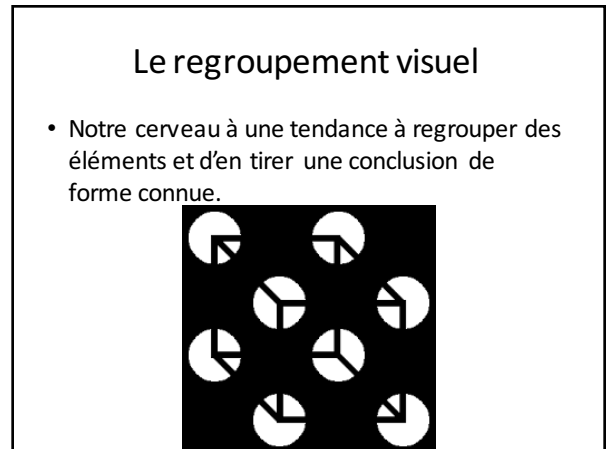 Le regroupement visuel
• Notre cerveau à une tendance à regrouper des
éléments et d’en tirer une conclusion de
forme connue.